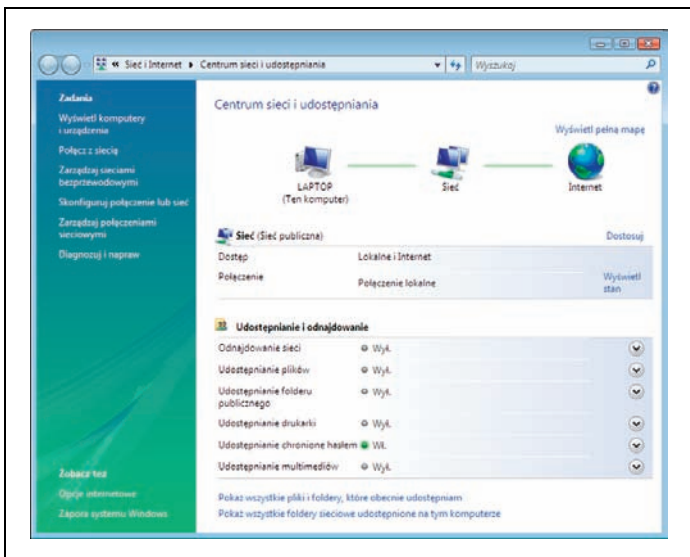 « Sieć i Internet ▸ Centrum sieci i udostępniania
Wyszukaj
Zadania
Wyświetl komputery
i urządzenia
Połącz z siecią
Zarządzaj sieciami
bezprzewodowymi
Skonfiguruj połączenie lub sieć
Zarządzaj połączeniami
sieciowymi
Diagnozuj i napraw
Zobacz też
Opcje internetowe
Zapora systemu Windows
Centrum sieci i udostępniania
Wyświetl pełną mapę
LAPTOP
(Ten komputer)
Sieć
Internet
Sieć (Sieć publiczna)
Dostosuj
Dostęp Lokalne i Internet
Połączenie Połączenie lokalne
Wyświetl
stan
Udostępnianie i odnajdowanie
Odnajdowanie sieci Wył.
Udostępnianie plików Wył.
Udostępnianie folderu
publicznego Wył.
Udostępnianie drukarki Wył.
Udostępnianie chronione hasłem Wł.
Udostępnianie multimediów Wył.
Pokaż wszystkie pliki i foldery, które obecnie udostępniam
Pokaż wszystkie foldery sieciowe udostępnione na tym komputerze